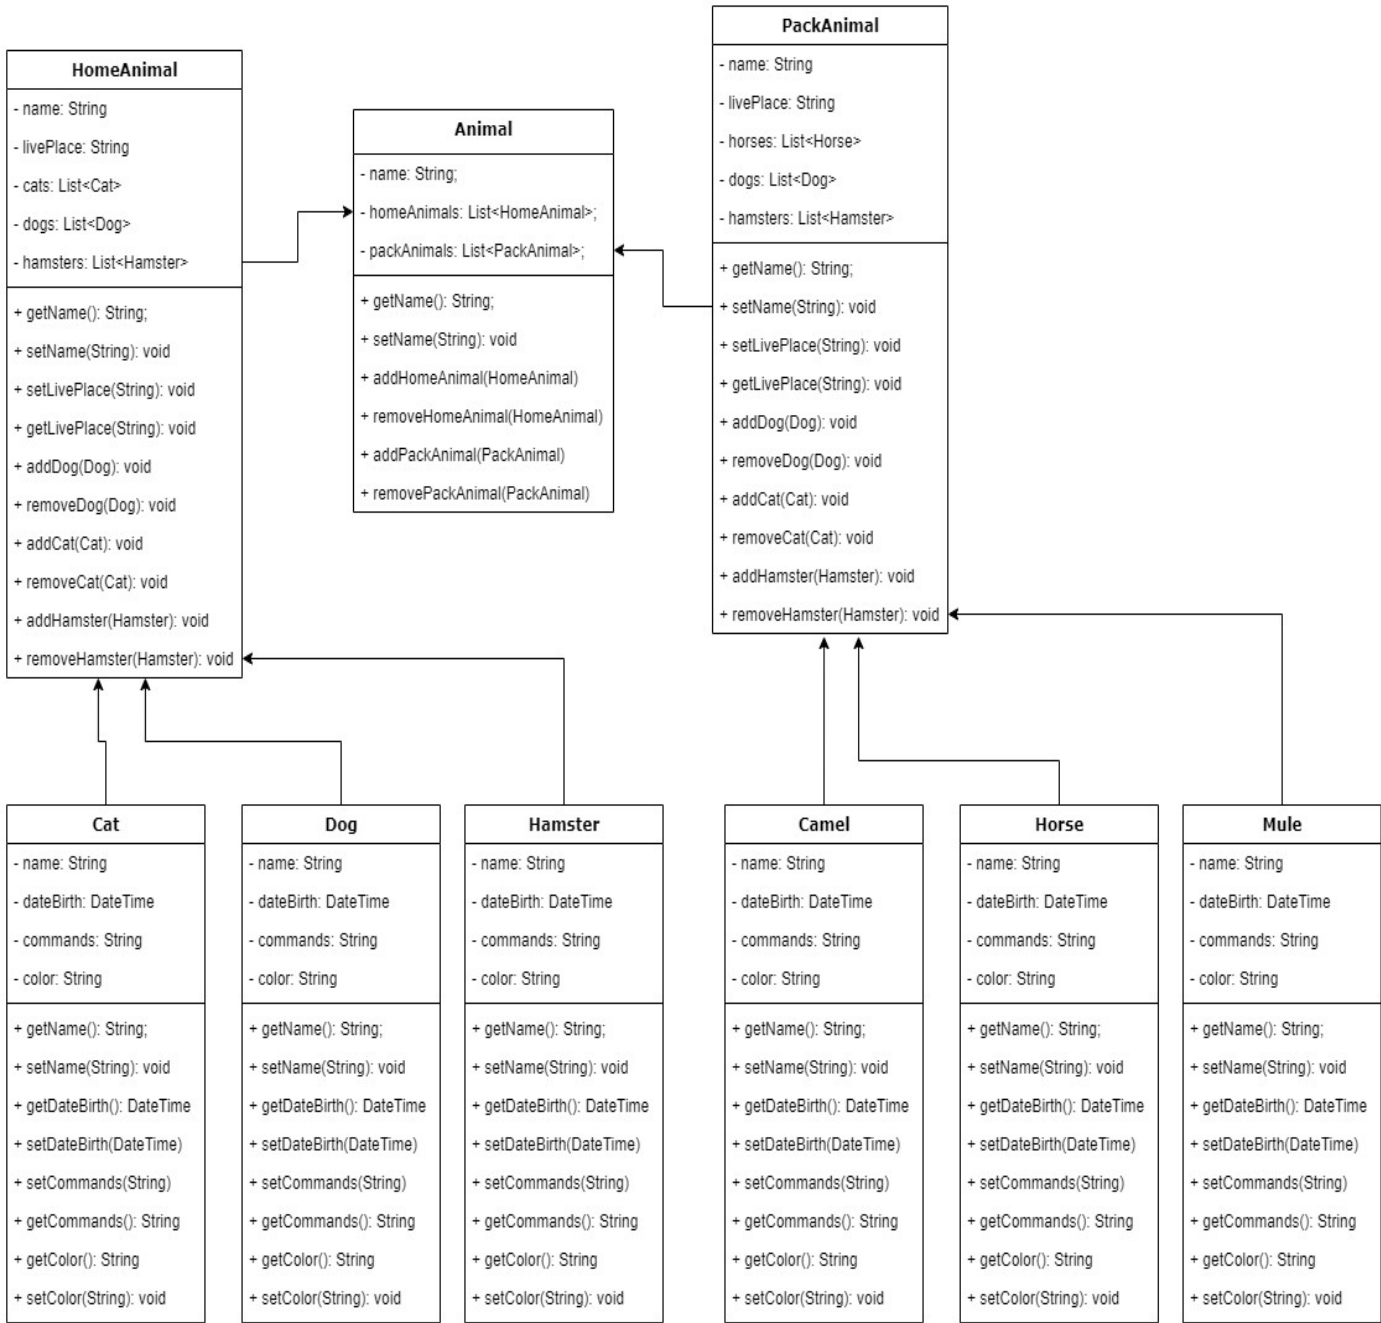 HomeAnimal
- name: String
- livePlace: String
- cats: List<Cat>
- dogs: List<Dog>
- hamsters: List<Hamster>
+ getName(): String;
+ setName(String): void
+ setLivePlace(String): void
+ getLivePlace(String): void
+ addDog(Dog): void
+ removeDog(Dog): void
+ addCat(Cat): void
+ removeCat(Cat): void
+ addHamster(Hamster): void
+ removeHamster(Hamster): void
Animal
- name: String;
- homeAnimals: List<HomeAnimal>;
- packAnimals: List<PackAnimal>;
+ getName(): String;
+ setName(String): void
+ addHomeAnimal(HomeAnimal)
+ removeHomeAnimal(HomeAnimal)
+ addPackAnimal(PackAnimal)
+ removePackAnimal(PackAnimal)
PackAnimal
- name: String
- livePlace: String
- horses: List<Horse>
- dogs: List<Dog>
- hamsters: List<Hamster>
+ getName(): String;
+ setName(String): void
+ setLivePlace(String): void
+ getLivePlace(String): void
+ addDog(Dog): void
+ removeDog(Dog): void
+ addCat(Cat): void
+ removeCat(Cat): void
+ addHamster(Hamster): void
+ removeHamster(Hamster): void
Cat
- name: String
- dateBirth: DateTime
- commands: String
- color: String
+ getName(): String;
+ setName(String): void
+ getDateBirth(): DateTime
+ setDateBirth(DateTime)
+ setCommands(String)
+ getCommands(): String
+ getColor(): String
+ setColor(String): void
Dog
- name: String
- dateBirth: DateTime
- commands: String
- color: String
+ getName(): String;
+ setName(String): void
+ getDateBirth(): DateTime
+ setDateBirth(DateTime)
+ setCommands(String)
+ getCommands(): String
+ getColor(): String
+ setColor(String): void
Hamster
- name: String
- dateBirth: DateTime
- commands: String
- color: String
+ getName(): String;
+ setName(String): void
+ getDateBirth(): DateTime
+ setDateBirth(DateTime)
+ setCommands(String)
+ getCommands(): String
+ getColor(): String
+ setColor(String): void
Camel
- name: String
- dateBirth: DateTime
- commands: String
- color: String
+ getName(): String;
+ setName(String): void
+ getDateBirth(): DateTime
+ setDateBirth(DateTime)
+ setCommands(String)
+ getCommands(): String
+ getColor(): String
+ setColor(String): void
Horse
- name: String
- dateBirth: DateTime
- commands: String
- color: String
+ getName(): String;
+ setName(String): void
+ getDateBirth(): DateTime
+ setDateBirth(DateTime)
+ setCommands(String)
+ getCommands(): String
+ getColor(): String
+ setColor(String): void
Mule
- name: String
- dateBirth: DateTime
- commands: String
- color: String
+ getName(): String;
+ setName(String): void
+ getDateBirth(): DateTime
+ setDateBirth(DateTime)
+ setCommands(String)
+ getCommands(): String
+ getColor(): String
+ setColor(String): void